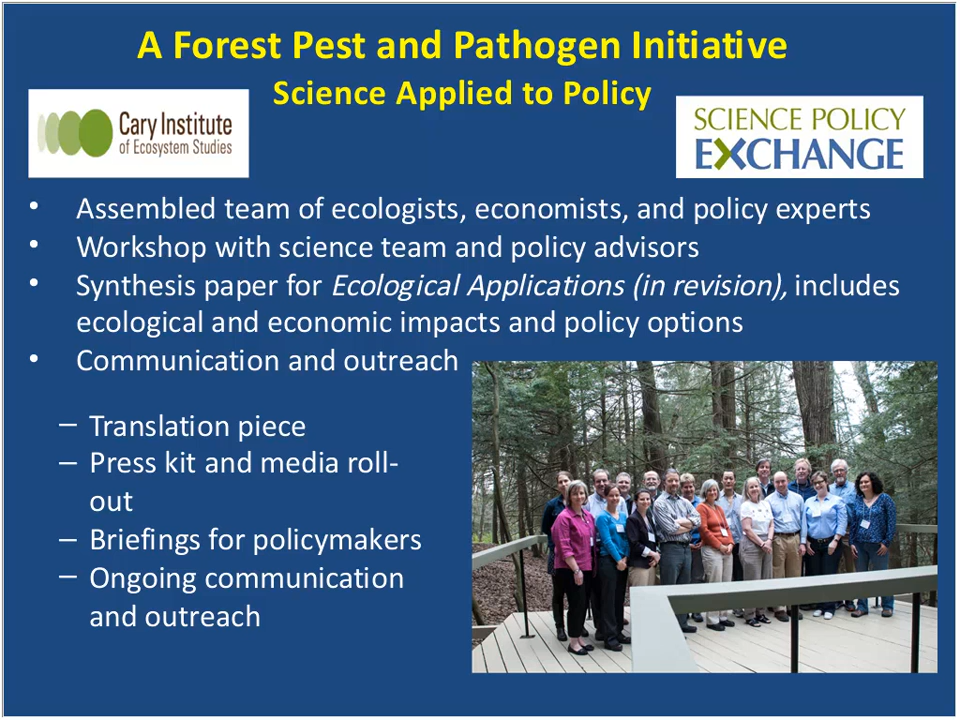 A Forest Pest and Pathogen Initiative
Science Applied to Policy
Cary Institute
of Ecosystem Studies
SCIENCE POLICY
EXCHANGE
• Assembled team of ecologists, economists, and policy experts
• Workshop with science team and policy advisors
• Synthesis paper for Ecological Applications (in revision), includes
ecological and economic impacts and policy options
• Communication and outreach
– Translation piece
– Press kit and media roll-
out
– Briefings for policymakers
– Ongoing communication
and outreach